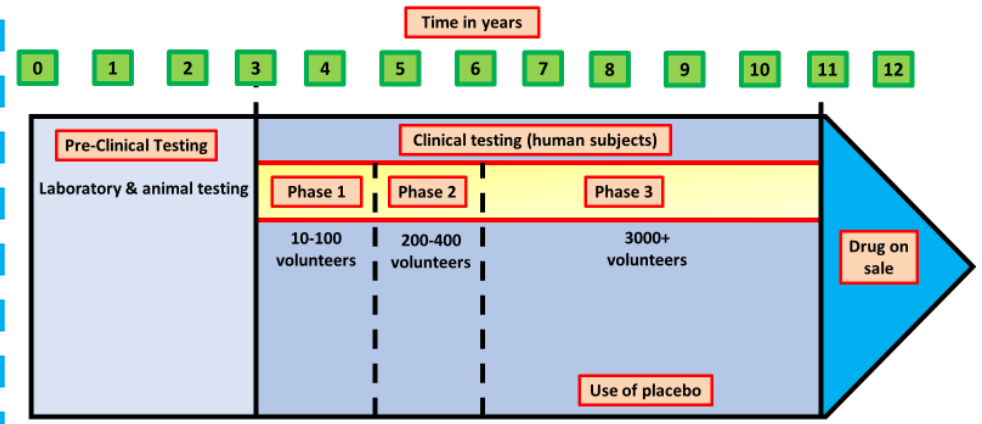 Time in years
0 1 2 3 4 5 6 7 8 9 10 11 12
Pre-Clinical Testing
Laboratory & animal testing
Clinical testing (human subjects)
Phase 1
10-100
volunteers
Phase 2
200-400
volunteers
Phase 3
3000+
volunteers
Use of placebo
Drug on
sale